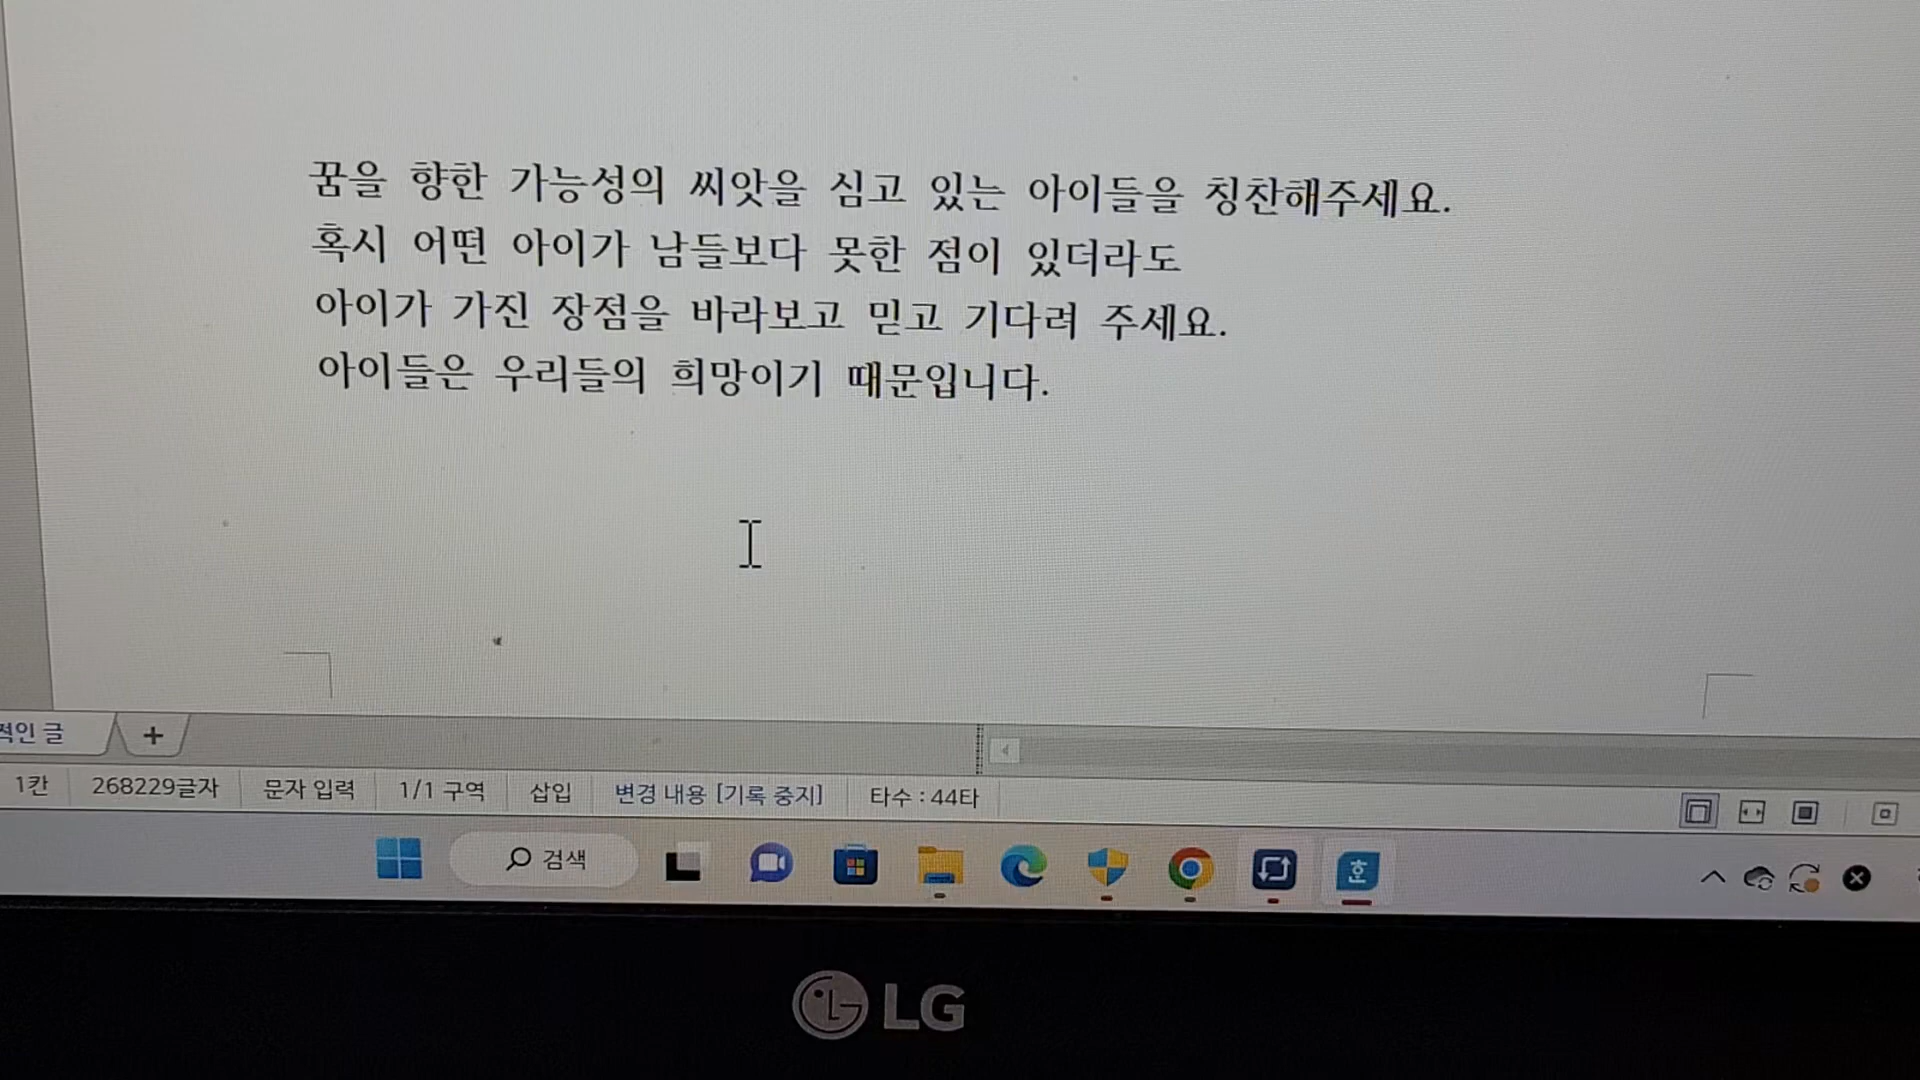 꿈을 향한 가능성의 씨앗을 심고 있는 아이들을 칭찬해주세요.
혹시 어떤 아이가 남들보다 못한 점이 있더라도
아이가 가진 장점을 바라보고 믿고 기다려 주세요.
아이들은 우리들의 희망이기 때문입니다.
적인 글
1칸 268229글자 문자 입력 1/1 구역 삽입 변경 내용 [기록 중지] 타수 : 44타
검색
LG